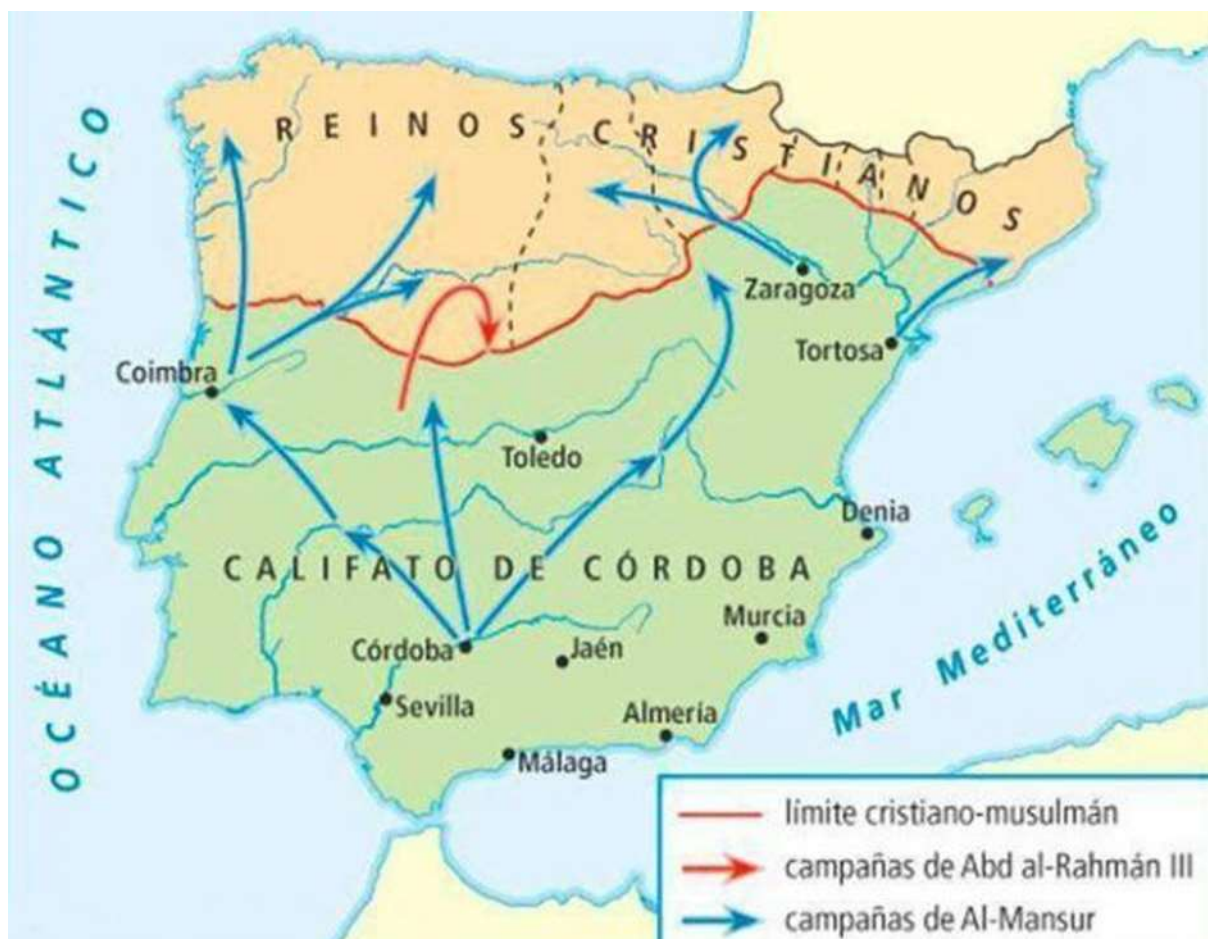 REINOS CRISTIANOS
OCÉANO ATLÁNTICO
Zaragoza
Tortosa
Coimbra
Toledo
Denia
CALIFATO DE CÓRDOBA
Murcia
Córdoba
Jaén
Sevilla
Almería
Málaga
Mar Mediterráneo
límite cristiano-musulmán
campañas de Abd al-Rahmán III
campañas de Al-Mansur